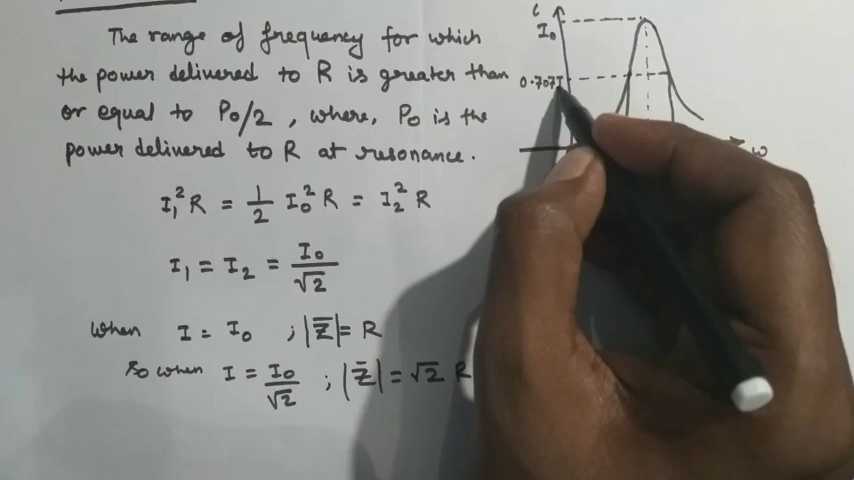 The range of frequency for which
the power delivered to R is greater than
or equal to P₀/2, where, P₀ is the
power delivered to R at resonance.
I₁²R = 1/2 I₀²R = I₂²R
I₁ = I₂ = I₀/√2
When I = I₀ ; |Z̄| = R
So when I = I₀/√2 ; |Z̄| = √2 R
I₀
0.707I
ω